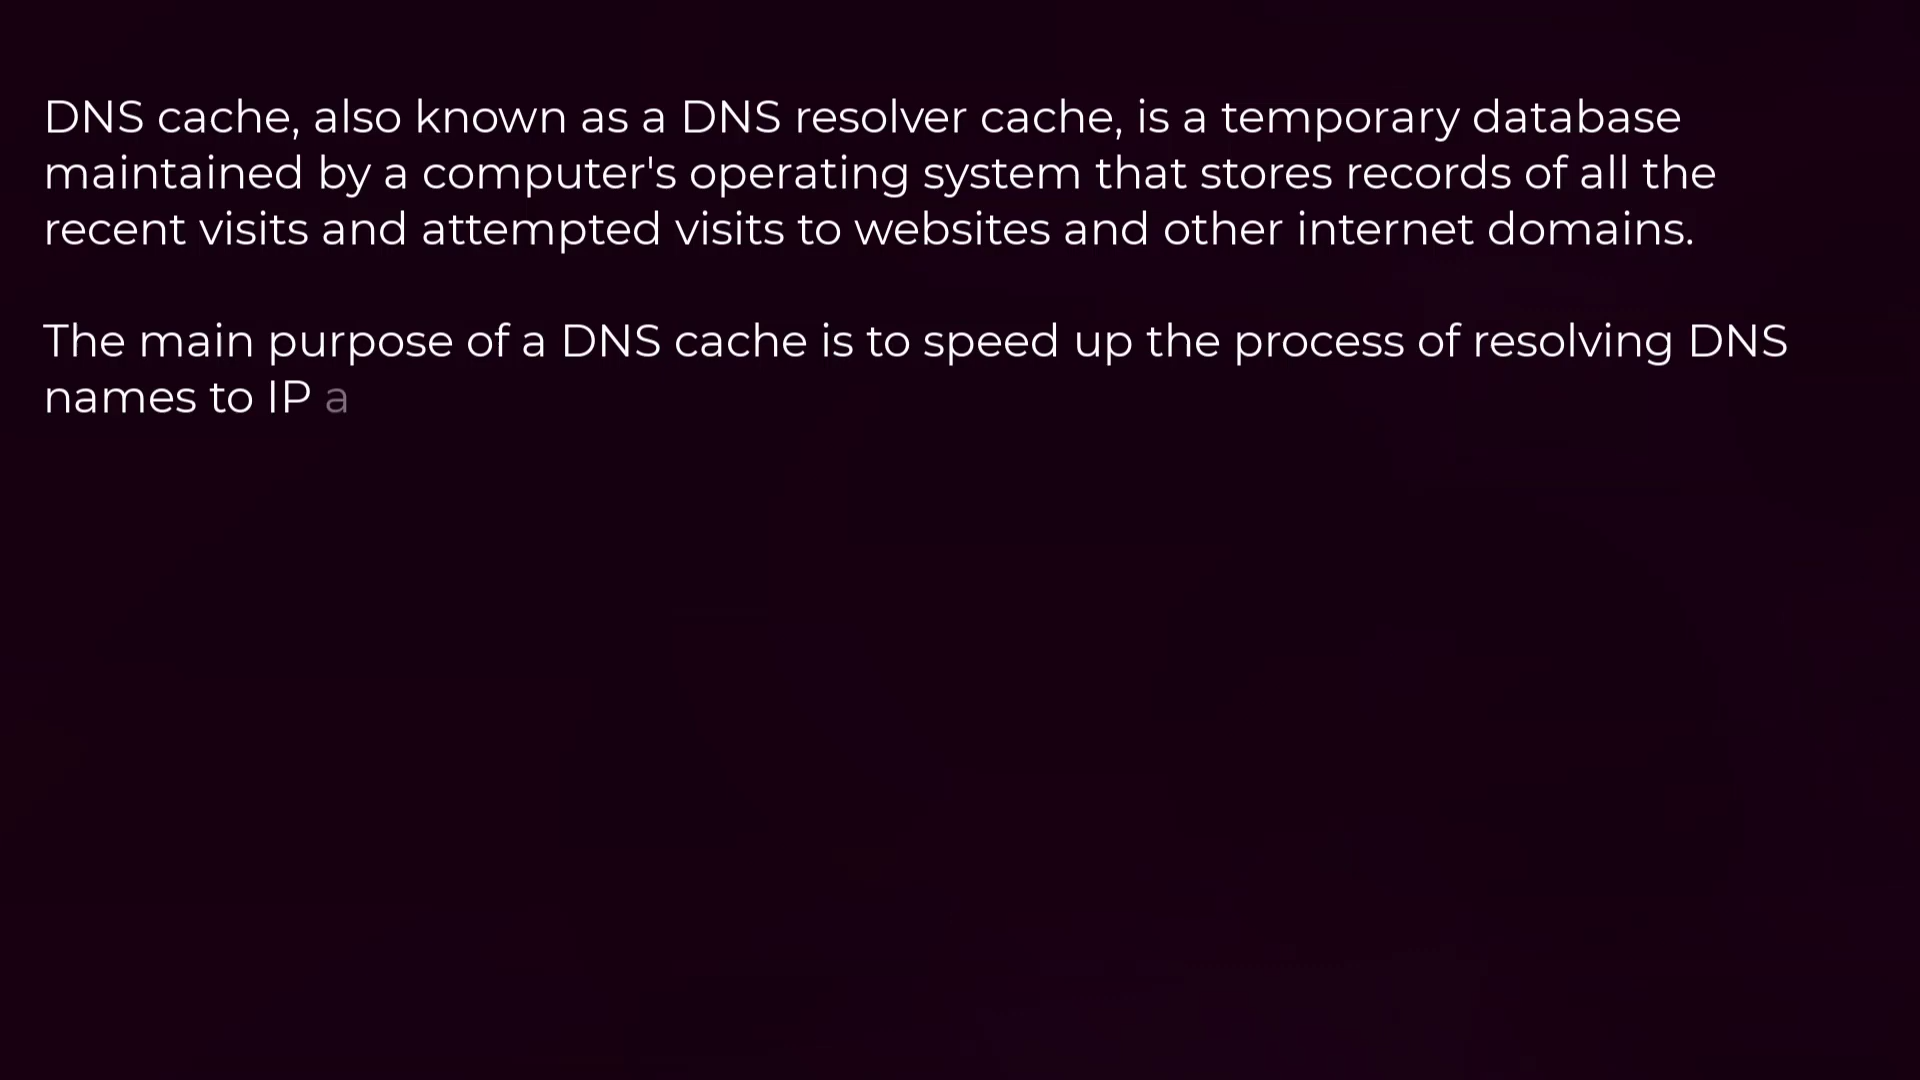 DNS cache, also known as a DNS resolver cache, is a temporary database
maintained by a computer's operating system that stores records of all the
recent visits and attempted visits to websites and other internet domains.
The main purpose of a DNS cache is to speed up the process of resolving DNS
names to IP a